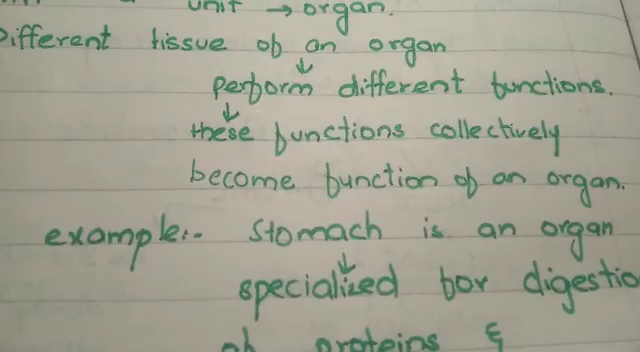 unit → organ.
Different tissue of an organ
↓
perform different functions.
↓
these functions collectively
become function of an organ.
example:- Stomach is an organ
↓
specialized for digestio
of proteins &